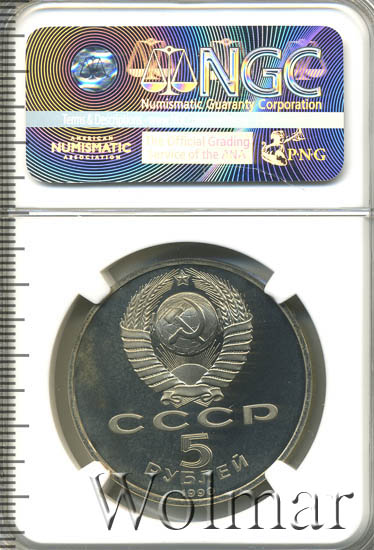 NGC
Numismatic Guaranty Corporation
Terms & Descriptions
AMERICAN
NUMISMATIC
ASSOCIATION
The Official Grading
Service of the ANA
PNG
СССР
5
РУБЛЕЙ
1990
Wolmar